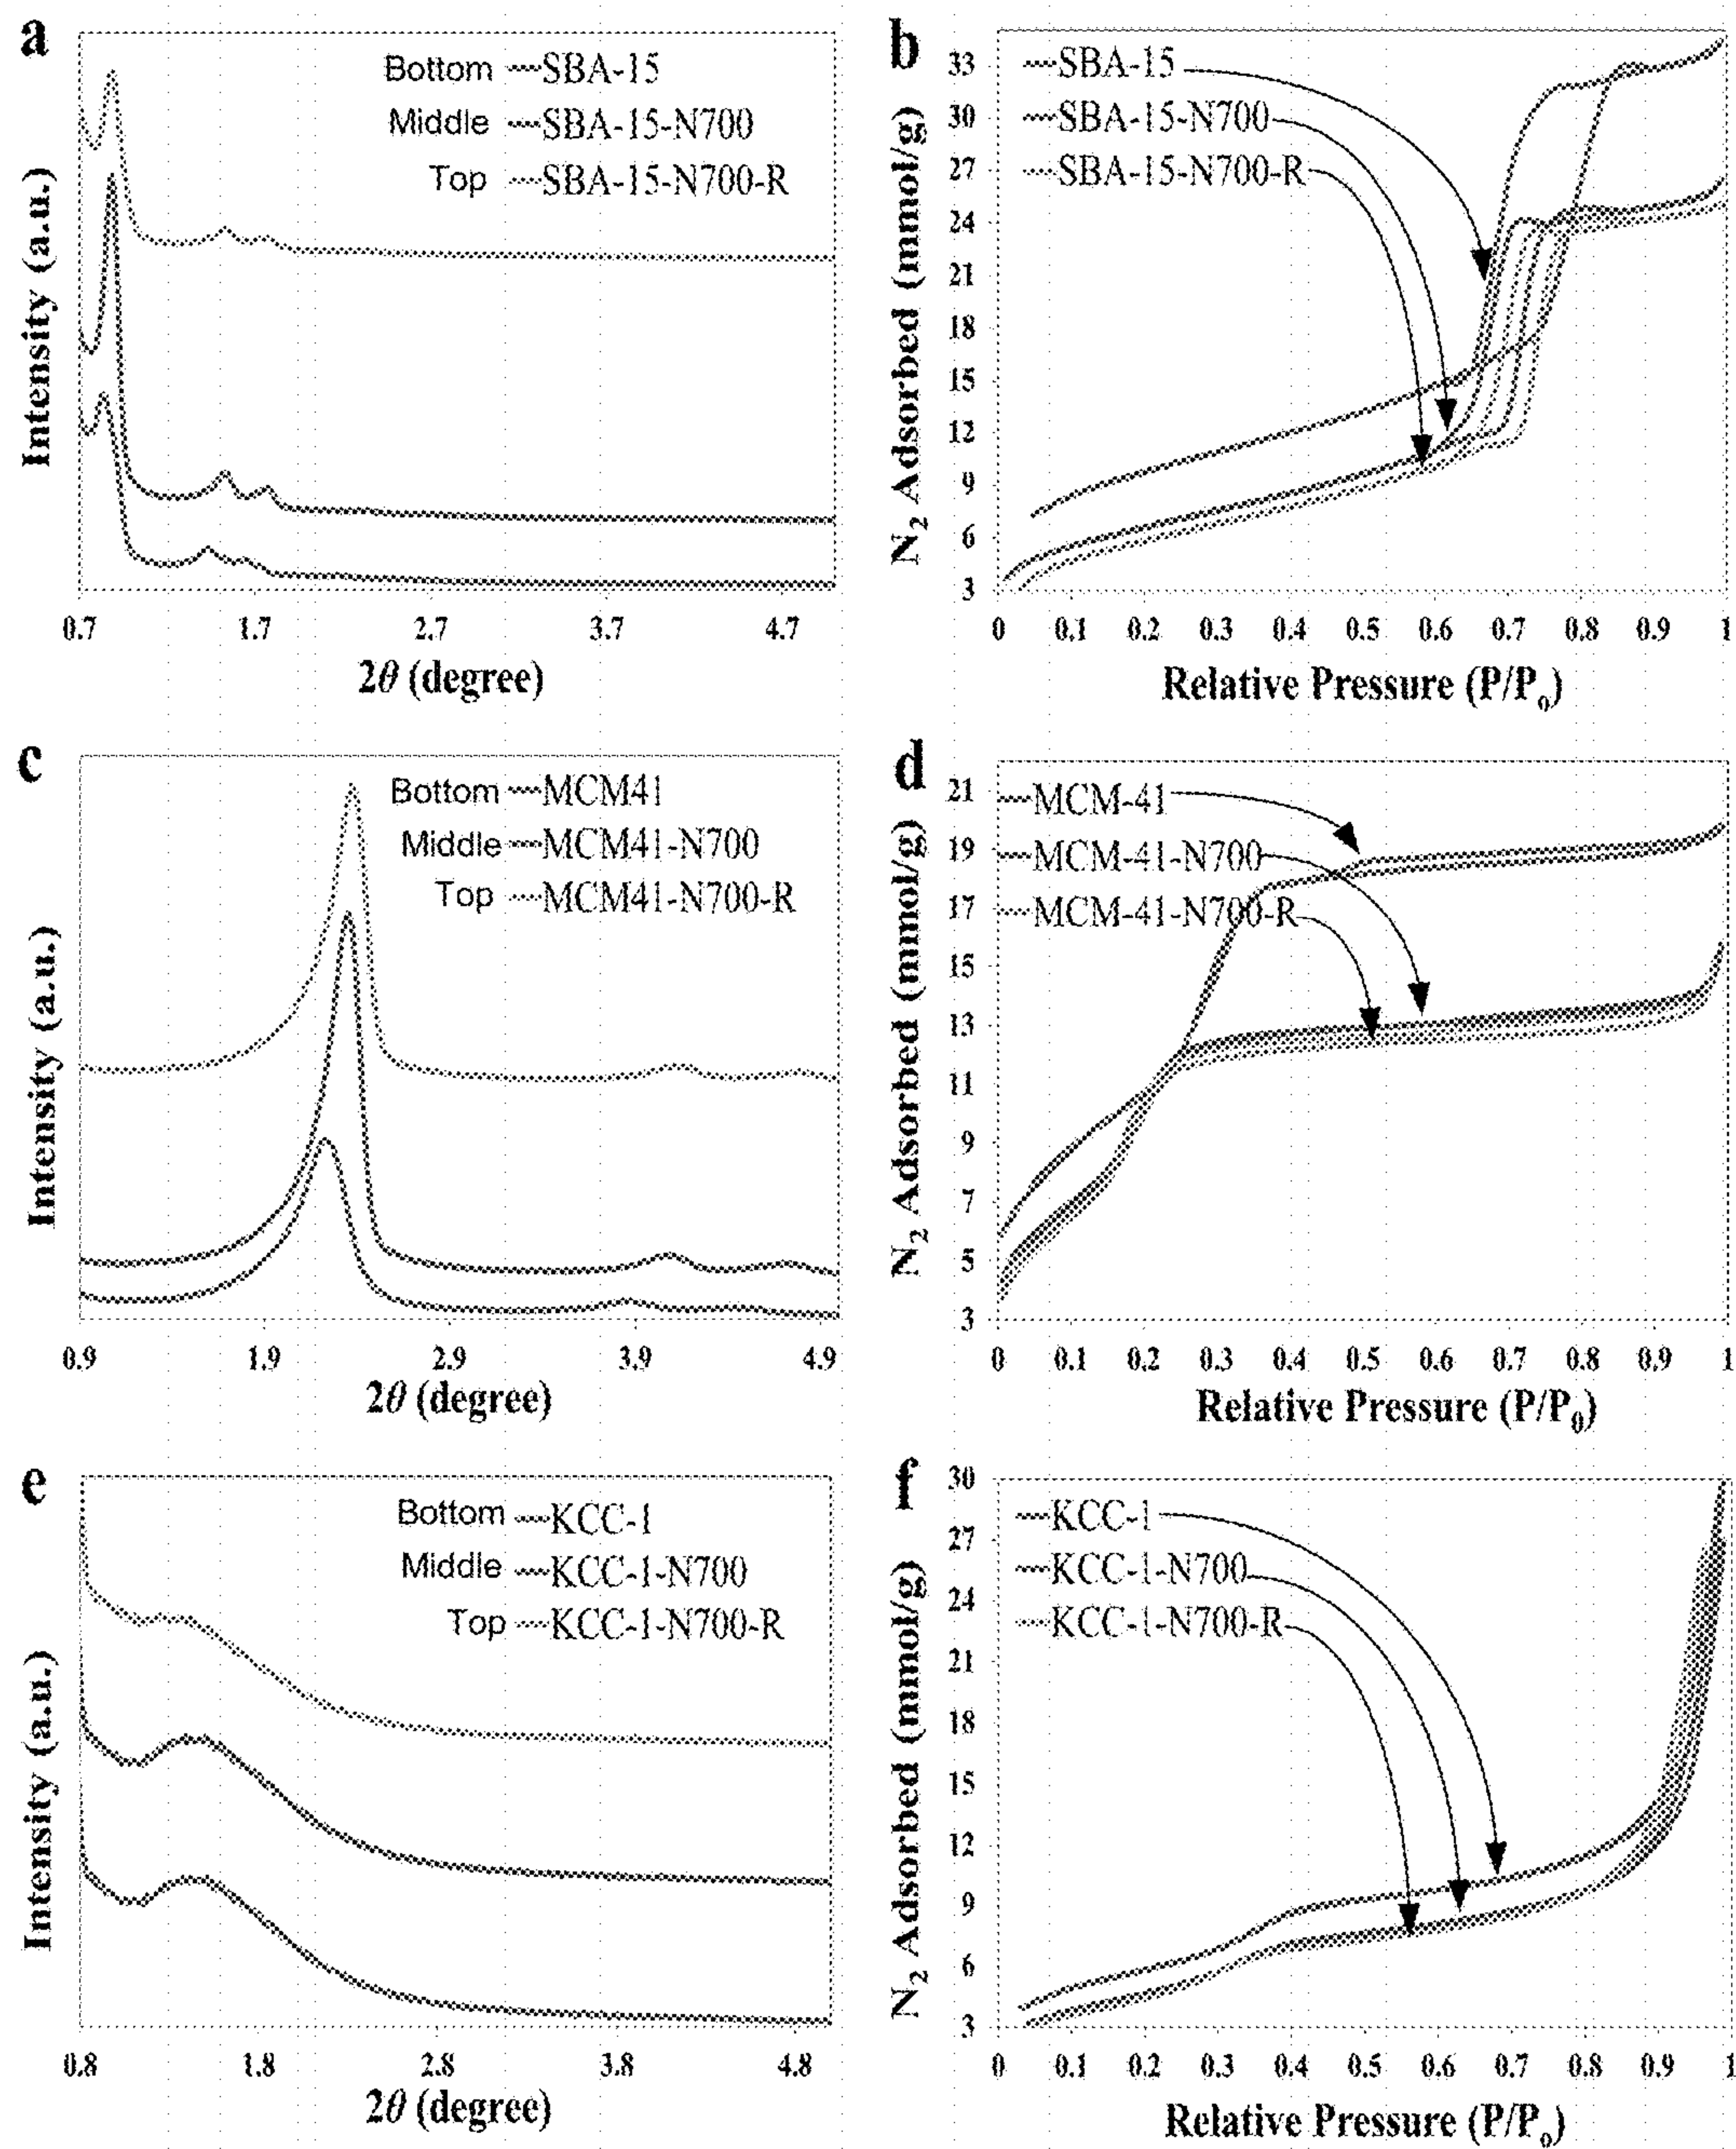 a
Bottom SBA-15
Middle SBA-15-N700
Top SBA-15-N700-R
Intensity (a.u.)
0.7 1.7 2.7 3.7 4.7
2θ (degree)
b
SBA-15
SBA-15-N700
SBA-15-N700-R
N2 Adsorbed (mmol/g)
33
30
27
24
21
18
15
12
9
6
3
0 0.1 0.2 0.3 0.4 0.5 0.6 0.7 0.8 0.9 1
Relative Pressure (P/Po)
c
Bottom MCM41
Middle MCM41-N700
Top MCM41-N700-R
Intensity (a.u.)
0.9 1.9 2.9 3.9 4.9
2θ (degree)
d
MCM-41
MCM-41-N700
MCM-41-N700-R
N2 Adsorbed (mmol/g)
21
19
17
15
13
11
9
7
5
3
0 0.1 0.2 0.3 0.4 0.5 0.6 0.7 0.8 0.9 1
Relative Pressure (P/P0)
e
Bottom KCC-1
Middle KCC-1-N700
Top KCC-1-N700-R
Intensity (a.u.)
0.8 1.8 2.8 3.8 4.8
2θ (degree)
f
KCC-1
KCC-1-N700
KCC-1-N700-R
N2 Adsorbed (mmol/g)
30
27
24
21
18
15
12
9
6
3
0 0.1 0.2 0.3 0.4 0.5 0.6 0.7 0.8 0.9 1
Relative Pressure (P/Po)